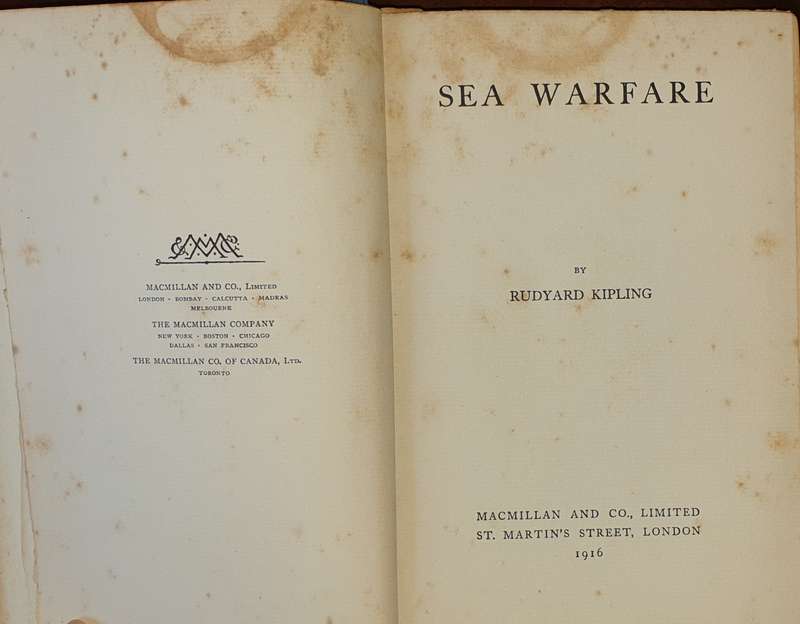 MACMILLAN AND CO., LIMITED
LONDON · BOMBAY · CALCUTTA · MADRAS
MELBOURNE
THE MACMILLAN COMPANY
NEW YORK · BOSTON · CHICAGO
DALLAS · SAN FRANCISCO
THE MACMILLAN CO. OF CANADA, LTD.
TORONTO
SEA WARFARE
BY
RUDYARD KIPLING
MACMILLAN AND CO., LIMITED
ST. MARTIN'S STREET, LONDON
1916